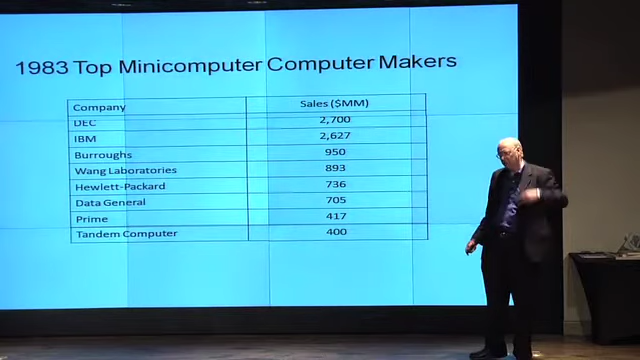 1983 Top Minicomputer Computer Makers
Company Sales ($MM)
DEC 2,700
IBM 2,627
Burroughs 950
Wang Laboratories 893
Hewlett-Packard 736
Data General 705
Prime 417
Tandem Computer 400